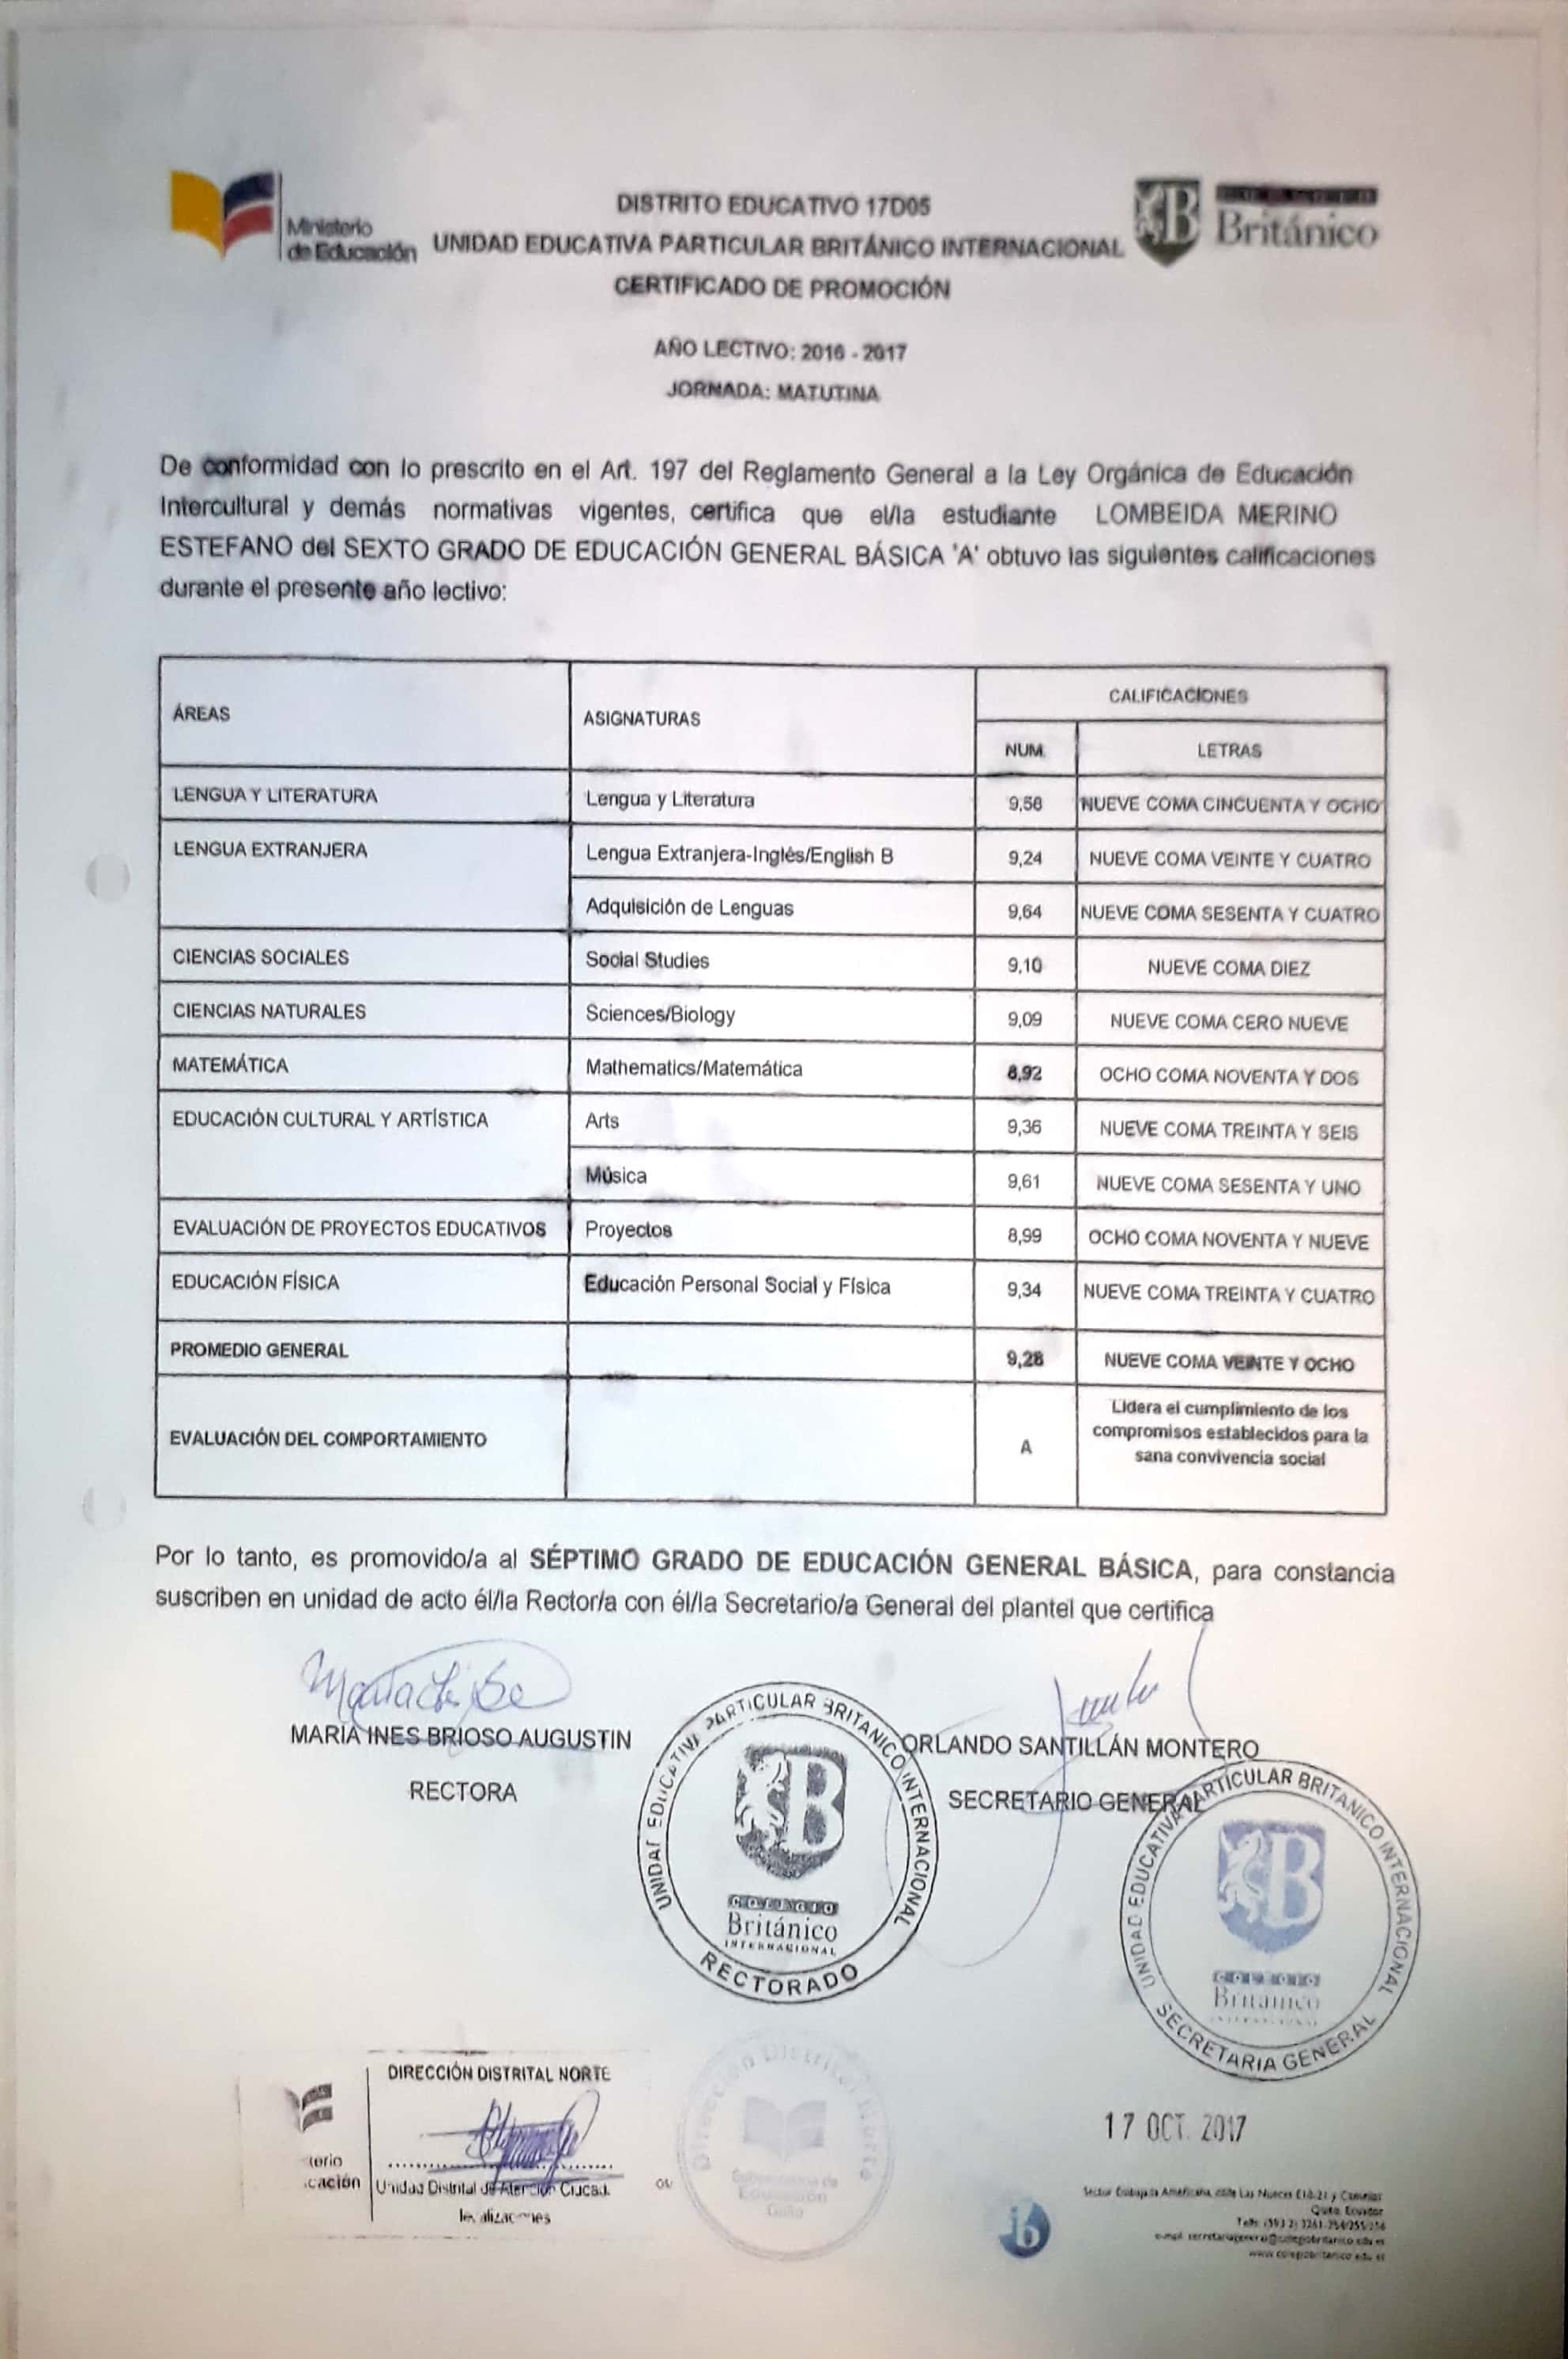 Ministerio
de Educación
DISTRITO EDUCATIVO 17D05
UNIDAD EDUCATIVA PARTICULAR BRITÁNICO INTERNACIONAL
CERTIFICADO DE PROMOCIÓN
B
COLEGIO
Británico
AÑO LECTIVO: 2016 - 2017
JORNADA: MATUTINA
De conformidad con lo prescrito en el Art. 197 del Reglamento General a la Ley Orgánica de Educación
Intercultural y demás normativas vigentes, certifica que el/la estudiante LOMBEIDA MERINO
ESTEFANO del SEXTO GRADO DE EDUCACIÓN GENERAL BÁSICA 'A' obtuvo las siguientes calificaciones
durante el presente año lectivo:
ÁREAS ASIGNATURAS CALIFICACIONES
NUM. LETRAS
LENGUA Y LITERATURA Lengua y Literatura 9,58 NUEVE COMA CINCUENTA Y OCHO
LENGUA EXTRANJERA Lengua Extranjera-Inglés/English B 9,24 NUEVE COMA VEINTE Y CUATRO
Adquisición de Lenguas 9,64 NUEVE COMA SESENTA Y CUATRO
CIENCIAS SOCIALES Social Studies 9,10 NUEVE COMA DIEZ
CIENCIAS NATURALES Sciences/Biology 9,09 NUEVE COMA CERO NUEVE
MATEMÁTICA Mathematics/Matemática 8,92 OCHO COMA NOVENTA Y DOS
EDUCACIÓN CULTURAL Y ARTÍSTICA Arts 9,36 NUEVE COMA TREINTA Y SEIS
Música 9,61 NUEVE COMA SESENTA Y UNO
EVALUACIÓN DE PROYECTOS EDUCATIVOS Proyectos 8,99 OCHO COMA NOVENTA Y NUEVE
EDUCACIÓN FÍSICA Educación Personal Social y Física 9,34 NUEVE COMA TREINTA Y CUATRO
PROMEDIO GENERAL 9,28 NUEVE COMA VEINTE Y OCHO
EVALUACIÓN DEL COMPORTAMIENTO A Lidera el cumplimiento de los
compromisos establecidos para la
sana convivencia social
Por lo tanto, es promovido/a al SÉPTIMO GRADO DE EDUCACIÓN GENERAL BÁSICA, para constancia
suscriben en unidad de acto él/la Rector/a con él/la Secretario/a General del plantel que certifica
MARÍA INES BRIOSO AUGUSTIN
RECTORA
ORLANDO SANTILLÁN MONTERO
SECRETARIO GENERAL
UNIDAD EDUCATIVA PARTICULAR BRITANICO INTERNACIONAL
B
COLEGIO
Británico
INTERNACIONAL
RECTORADO
UNIDAD EDUCATIVA PARTICULAR BRITANICO INTERNACIONAL
B
COLEGIO
Británico
INTERNACIONAL
SECRETARIA GENERAL
DIRECCIÓN DISTRITAL NORTE
terio
cación
Unidad Distrital de Atención Ciudad.
legalizaciones
Dirección Distrital Norte
Educación
Quito
17 OCT. 2017
ib
Sector Embajada Americana, calle Las Nueces E18-21 y Camelias
Quito, Ecuador
e-mail: secretariageneral@colegiobritanico.edu.ec
www.colegiobritanico.edu.ec